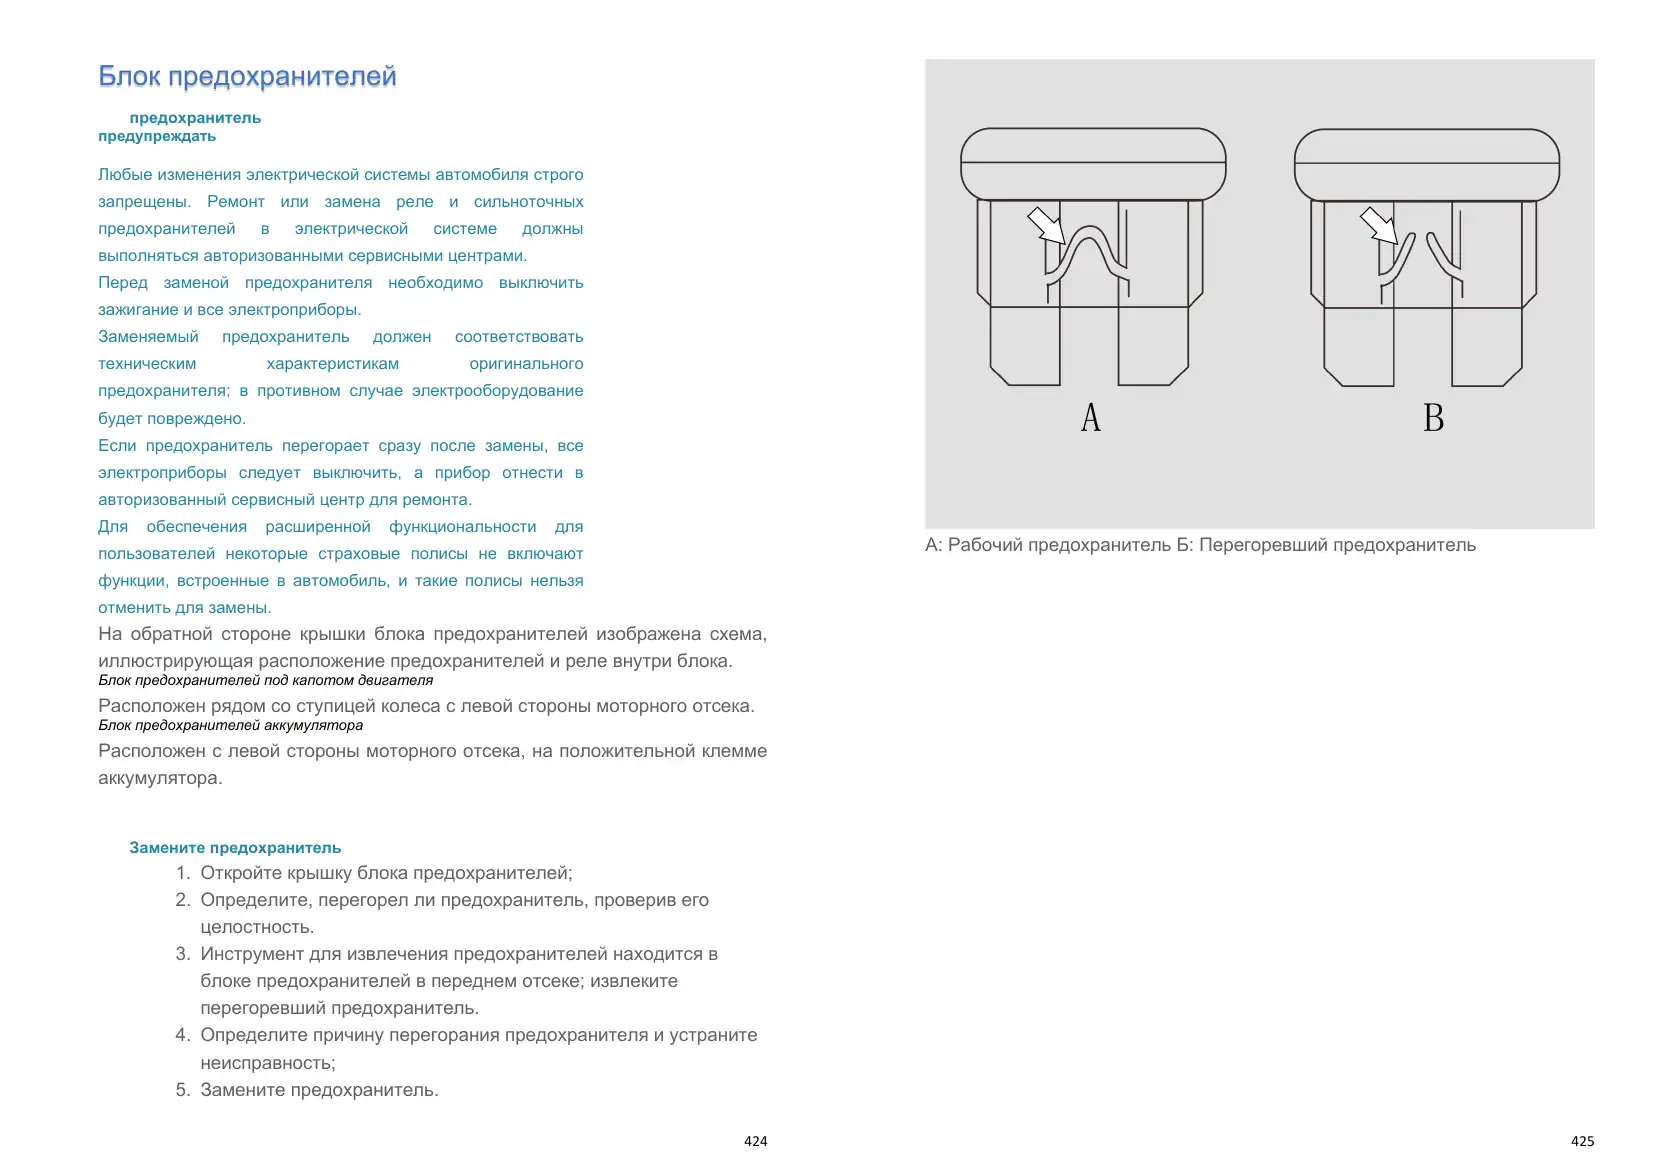 Блок предохранителей
предохранитель
предупреждать
Любые изменения электрической системы автомобиля строго
запрещены. Ремонт или замена реле и сильноточных
предохранителей в электрической системе должны
выполняться авторизованными сервисными центрами.
Перед заменой предохранителя необходимо выключить
зажигание и все электроприборы.
Заменяемый предохранитель должен соответствовать
техническим характеристикам оригинального
предохранителя; в противном случае электрооборудование
будет повреждено.
Если предохранитель перегорает сразу после замены, все
электроприборы следует выключить, а прибор отнести в
авторизованный сервисный центр для ремонта.
Для обеспечения расширенной функциональности для
пользователей некоторые страховые полисы не включают
функции, встроенные в автомобиль, и такие полисы нельзя
отменить для замены.
На обратной стороне крышки блока предохранителей изображена схема,
иллюстрирующая расположение предохранителей и реле внутри блока.
Блок предохранителей под капотом двигателя
Расположен рядом со ступицей колеса с левой стороны моторного отсека.
Блок предохранителей аккумулятора
Расположен с левой стороны моторного отсека, на положительной клемме
аккумулятора.
Замените предохранитель
1. Откройте крышку блока предохранителей;
2. Определите, перегорел ли предохранитель, проверив его
целостность.
3. Инструмент для извлечения предохранителей находится в
блоке предохранителей в переднем отсеке; извлеките
перегоревший предохранитель.
4. Определите причину перегорания предохранителя и устраните
неисправность;
5. Замените предохранитель.
424
A B
А: Рабочий предохранитель Б: Перегоревший предохранитель
425